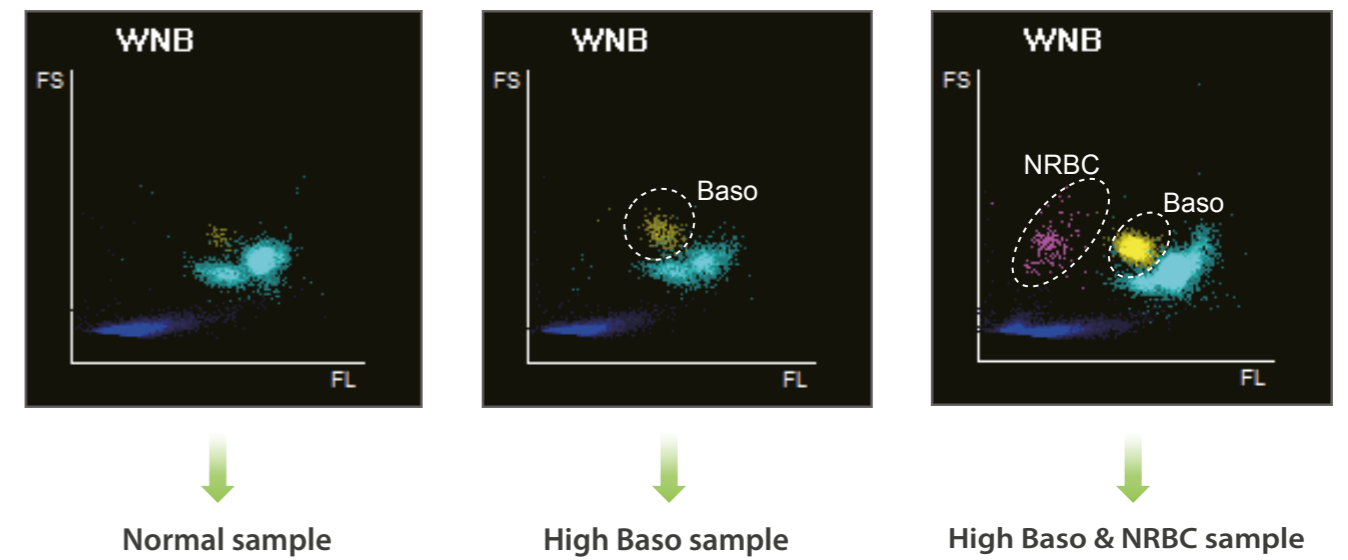 WNB
FS
FL
Normal sample
WNB
FS
Baso
FL
High Baso sample
WNB
FS
NRBC
Baso
FL
High Baso & NRBC sample